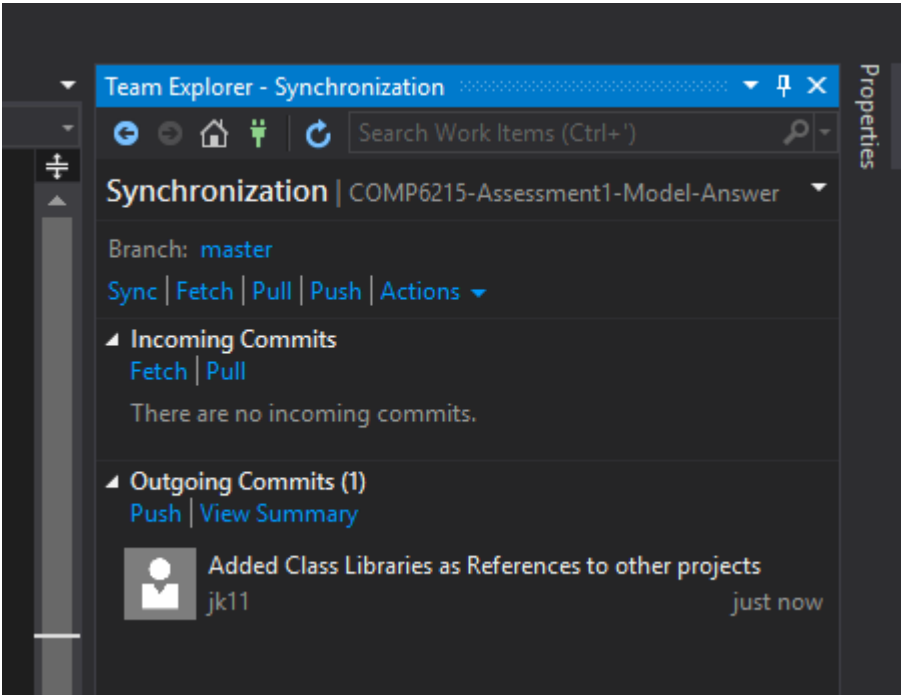 Team Explorer - Synchronization
Search Work Items (Ctrl+')
Synchronization | COMP6215-Assessment1-Model-Answer
Branch: master
Sync | Fetch | Pull | Push | Actions
Incoming Commits
Fetch | Pull
There are no incoming commits.
Outgoing Commits (1)
Push | View Summary
Added Class Libraries as References to other projects
jk11 just now
Properties